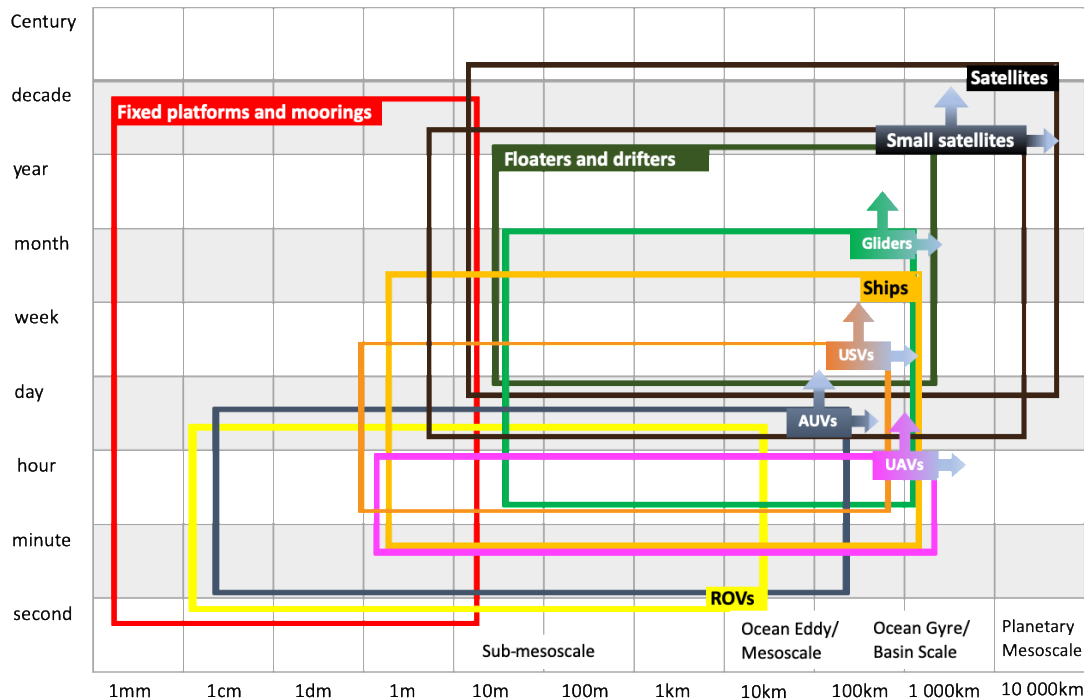 Century
decade
year
month
week
day
hour
minute
second
Satellites
Fixed platforms and moorings
Small satellites
Floaters and drifters
Gliders
Ships
USVs
AUVs
UAVs
ROVs
Sub-mesoscale
Ocean Eddy/
Mesoscale
Ocean Gyre/
Basin Scale
Planetary
Mesoscale
1mm 1cm 1dm 1m 10m 100m 1km 10km 100km 1 000km 10 000km